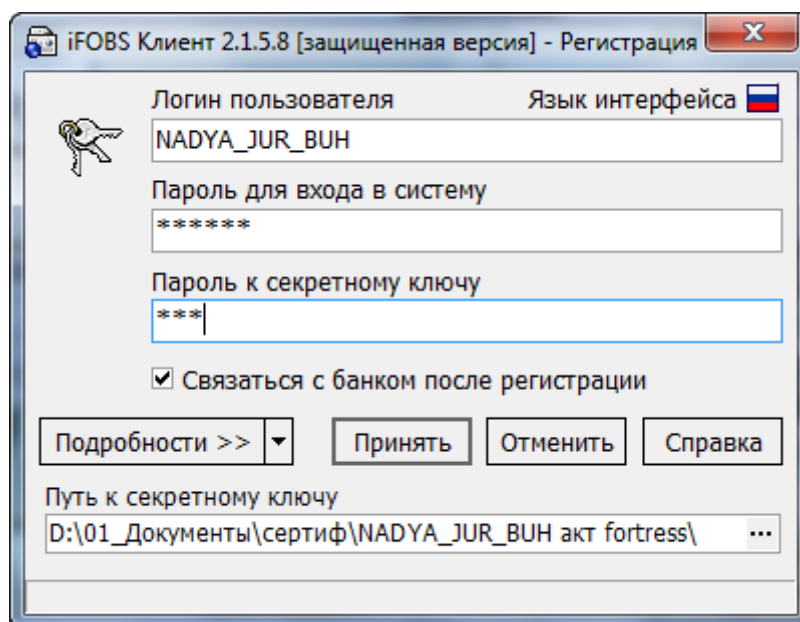 iFOBS Клиент 2.1.5.8 [защищенная версия] - Регистрация
Логин пользователя Язык интерфейса
NADYA_JUR_BUH
Пароль для входа в систему
******
Пароль к секретному ключу
***
Связаться с банком после регистрации
Подробности >> Принять Отменить Справка
Путь к секретному ключу
D:\01_Документы\сертиф\NADYA_JUR_BUH акт fortress\ ...